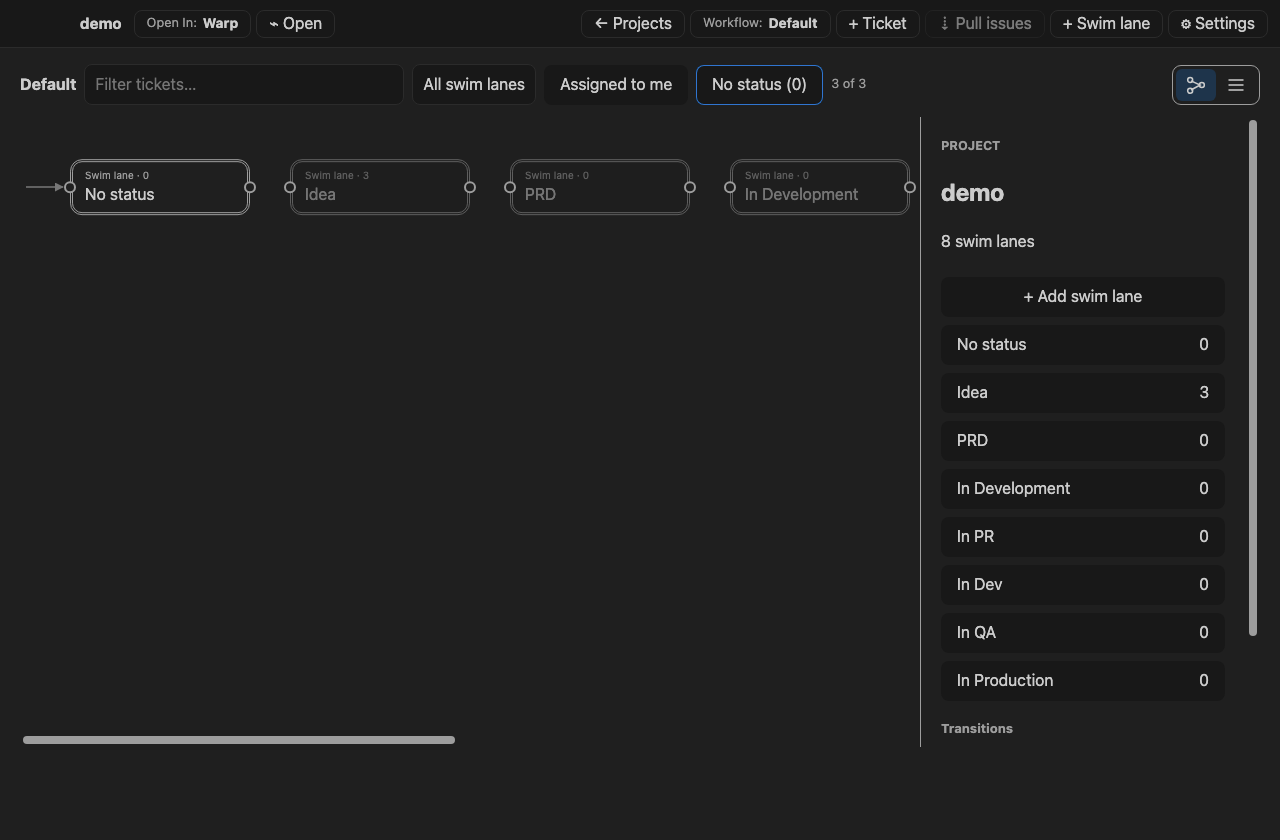 demo
Open In: Warp
⌁ Open
← Projects
Workflow: Default
+ Ticket
⇣ Pull issues
+ Swim lane
⚙ Settings
Default
Filter tickets...
All swim lanes
Assigned to me
No status (0)
3 of 3
Swim lane · 0
No status
Swim lane · 3
Idea
Swim lane · 0
PRD
Swim lane · 0
In Development
PROJECT
demo
8 swim lanes
+ Add swim lane
No status 0
Idea 3
PRD 0
In Development 0
In PR 0
In Dev 0
In QA 0
In Production 0
Transitions